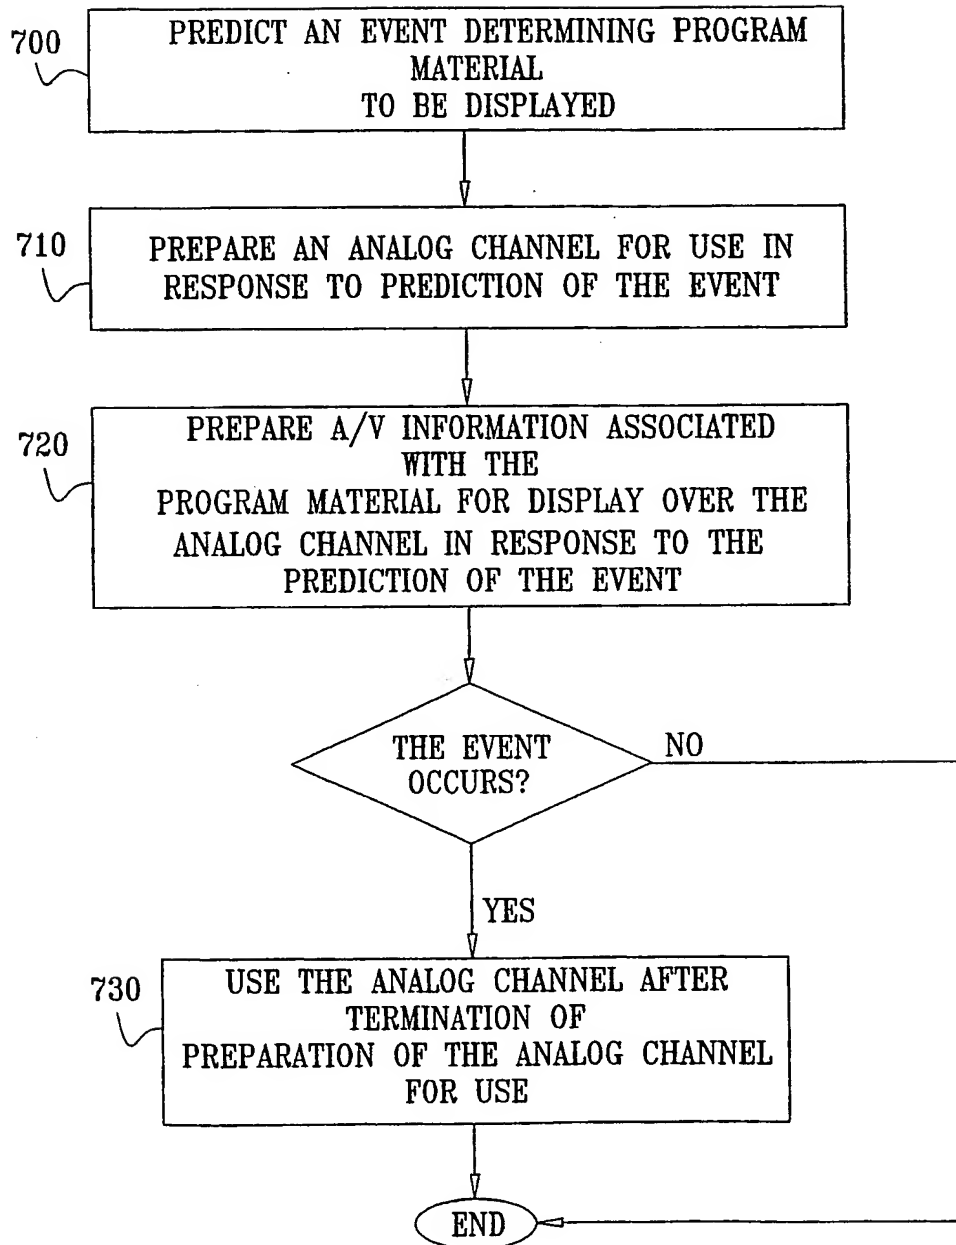 700
PREDICT AN EVENT DETERMINING PROGRAM
MATERIAL
TO BE DISPLAYED
710
PREPARE AN ANALOG CHANNEL FOR USE IN
RESPONSE TO PREDICTION OF THE EVENT
720
PREPARE A/V INFORMATION ASSOCIATED
WITH THE
PROGRAM MATERIAL FOR DISPLAY OVER THE
ANALOG CHANNEL IN RESPONSE TO THE
PREDICTION OF THE EVENT
THE EVENT
OCCURS?
NO
YES
730
USE THE ANALOG CHANNEL AFTER
TERMINATION OF
PREPARATION OF THE ANALOG CHANNEL
FOR USE
END